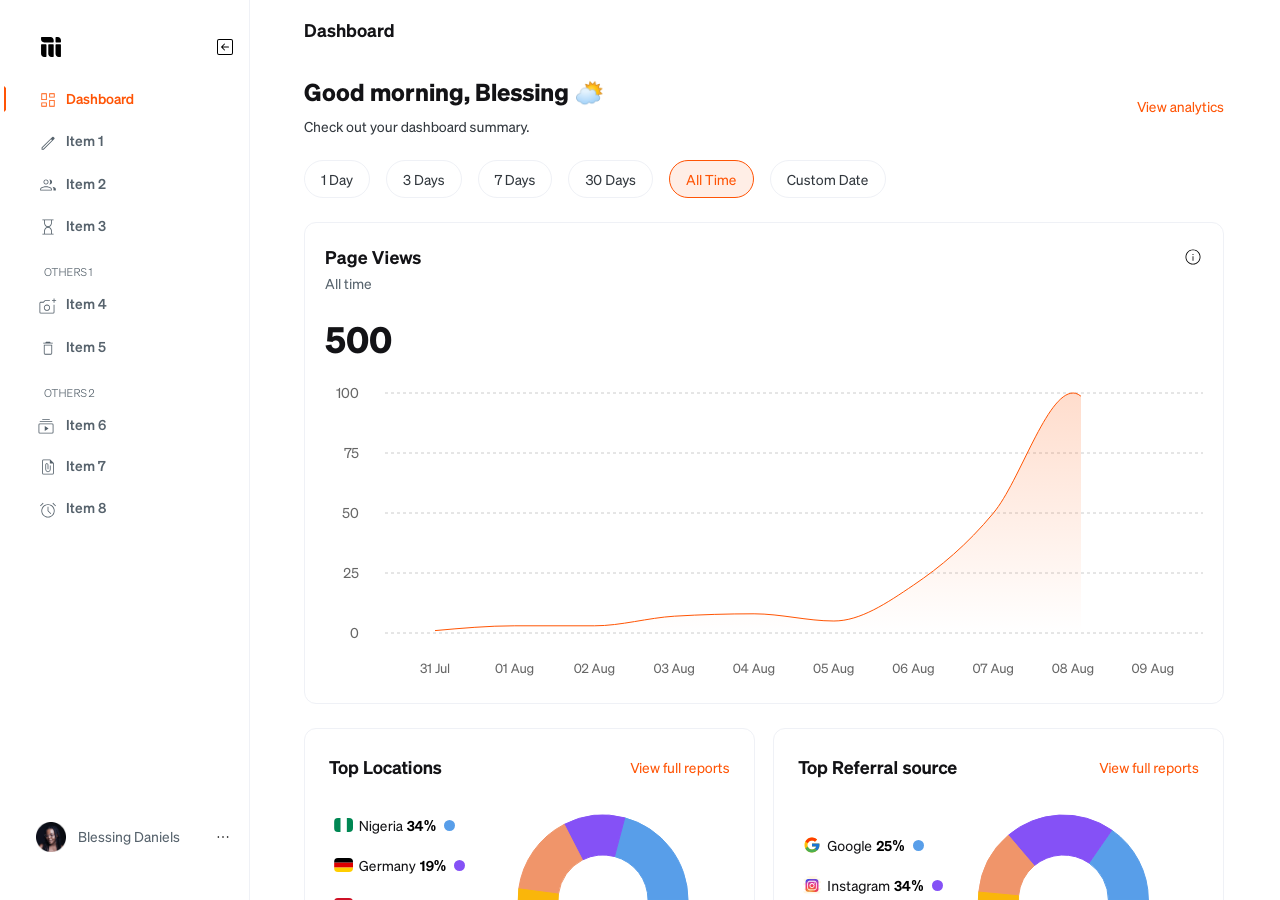 Dashboard
Item 1
Item 2
Item 3
OTHERS 1
Item 4
Item 5
OTHERS 2
Item 6
Item 7
Item 8
Blessing Daniels
Dashboard
Good morning, Blessing
Check out your dashboard summary.
View analytics
1 Day
3 Days
7 Days
30 Days
All Time
Custom Date
Page Views
All time
500
100
75
50
25
0
31 Jul
01 Aug
02 Aug
03 Aug
04 Aug
05 Aug
06 Aug
07 Aug
08 Aug
09 Aug
Top Locations
View full reports
Nigeria 34%
Germany 19%
Top Referral source
View full reports
Google 25%
Instagram 34%